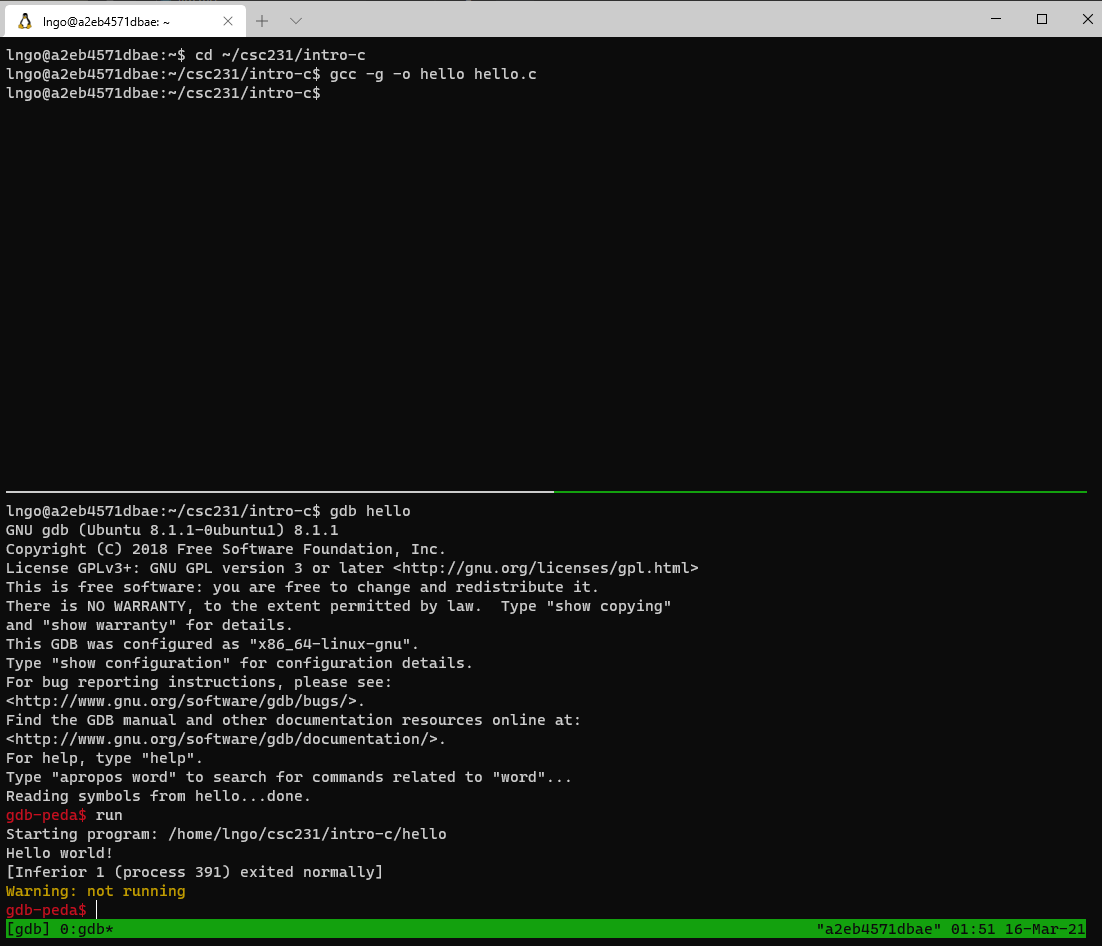 lngo@a2eb4571dbae: ~
lngo@a2eb4571dbae:~$ cd ~/csc231/intro-c
lngo@a2eb4571dbae:~/csc231/intro-c$ gcc -g -o hello hello.c
lngo@a2eb4571dbae:~/csc231/intro-c$
lngo@a2eb4571dbae:~/csc231/intro-c$ gdb hello
GNU gdb (Ubuntu 8.1.1-0ubuntu1) 8.1.1
Copyright (C) 2018 Free Software Foundation, Inc.
License GPLv3+: GNU GPL version 3 or later <http://gnu.org/licenses/gpl.html>
This is free software: you are free to change and redistribute it.
There is NO WARRANTY, to the extent permitted by law.  Type "show copying"
and "show warranty" for details.
This GDB was configured as "x86_64-linux-gnu".
Type "show configuration" for configuration details.
For bug reporting instructions, please see:
<http://www.gnu.org/software/gdb/bugs/>.
Find the GDB manual and other documentation resources online at:
<http://www.gnu.org/software/gdb/documentation/>.
For help, type "help".
Type "apropos word" to search for commands related to "word"...
Reading symbols from hello...done.
gdb-peda$ run
Starting program: /home/lngo/csc231/intro-c/hello
Hello world!
[Inferior 1 (process 391) exited normally]
Warning: not running
gdb-peda$
[gdb] 0:gdb* "a2eb4571dbae" 01:51 16-Mar-21